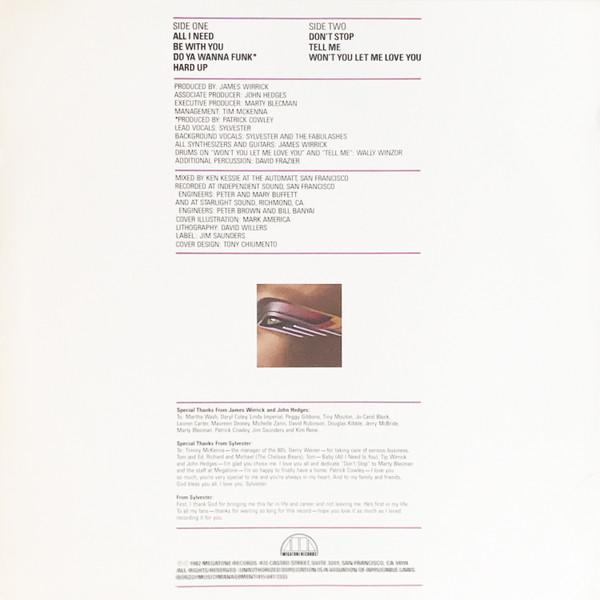 SIDE ONE
ALL I NEED
BE WITH YOU
DO YA WANNA FUNK*
HARD UP
SIDE TWO
DON'T STOP
TELL ME
WON'T YOU LET ME LOVE YOU
PRODUCED BY: JAMES WIRRICK
ASSOCIATE PRODUCER: JOHN HEDGES
EXECUTIVE PRODUCER: MARTY BLECMAN
MANAGEMENT: TIM McKENNA
*PRODUCED BY: PATRICK COWLEY
LEAD VOCALS: SYLVESTER
BACKGROUND VOCALS: SYLVESTER AND THE FABULASHES
ALL SYNTHESIZERS AND GUITARS: JAMES WIRRICK
DRUMS ON "WON'T YOU LET ME LOVE YOU" AND "TELL ME": WALLY WINZOR
ADDITIONAL PERCUSSION: DAVID FRAZIER
MIXED BY KEN KESSIE AT THE AUTOMATT, SAN FRANCISCO
RECORDED AT INDEPENDENT SOUND, SAN FRANCISCO
ENGINEERS: PETER AND MARY BUFFETT
AND AT STARLIGHT SOUND, RICHMOND, CA
ENGINEERS: PETER BROWN AND BILL BANYAI
COVER ILLUSTRATION: MARK AMERICA
LITHOGRAPHY: DAVID WILLERS
LABEL: JIM SAUNDERS
COVER DESIGN: TONY CHIUMENTO
Special Thanks From James Wirrick and John Hedges:
To: Martha Wash, Daryl Coley, Linda Imperial, Peggy Gibbons, Tiny Mouton, Jo-Carol Block,
Leonn Carter, Maureen Droney, Michelle Zarin, David Robinson, Douglas Kibble, Jerry McBride,
Marty Blecman, Patrick Cowley, Jim Saunders and Kim Rene.
Special Thanks From Sylvester:
To: Timmy McKenna—the manager of the 80s, Gerry Weiner—for taking care of serious business,
Tom and Ed, Richard and Michael (The Chelsea Bears), Tom—Baby (All I Need Is You), Tip Wirrick
and John Hedges—I'm glad you chose me. I love you all and dedicate "Don't Stop" to Marty Blecman
and the staff at Megatone—I'm so happy to finally have a home. Patrick Cowley—I love you
so much, you're very special to me and you're always in my heart. And to my family and friends,
God bless you all. I love you. Sylvester.
From Sylvester:
First, I thank God for bringing me this far in life and career and not leaving me. He's first in my life.
To all my fans—thanks for waiting so long for this record—hope you love it as much as I loved
recording it for you.
MEGATONE RECORDS
1982 MEGATONE RECORDS CASTRO STREET, SUITE SAN FRANCISCO, CA
ALL RIGHTS RESERVED. UNAUTHORIZED DUPLICATION IS A VIOLATION OF APPLICABLE LAWS.